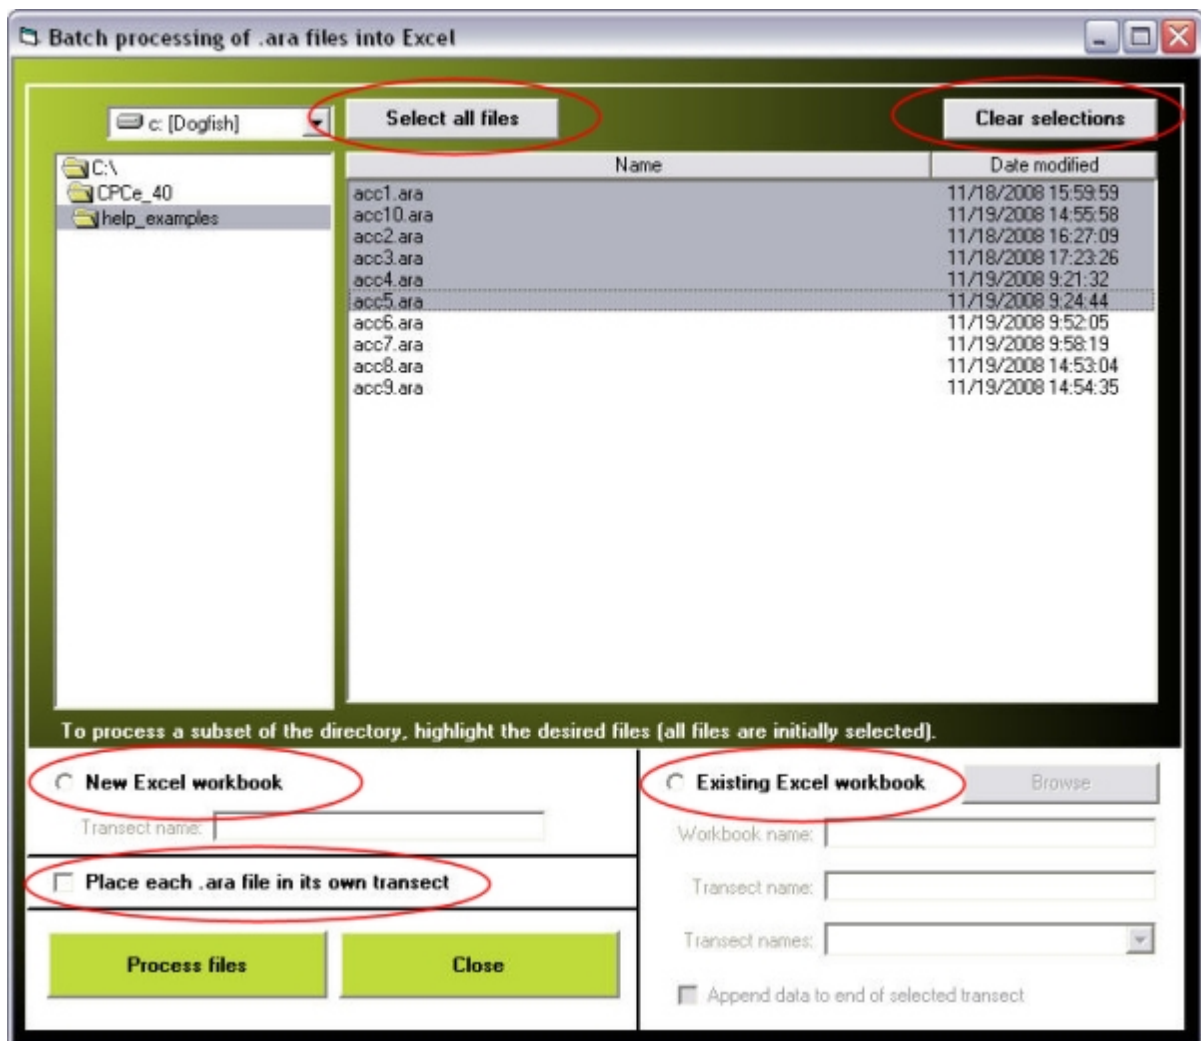 Batch processing of .ara files into Excel
c: [Dogfish]
Select all files
Clear selections
C:\
CPCe_40
help_examples
Name Date modified
acc1.ara 11/18/2008 15:59:59
acc10.ara 11/19/2008 14:55:58
acc2.ara 11/18/2008 16:27:09
acc3.ara 11/18/2008 17:23:26
acc4.ara 11/19/2008 9:21:32
acc5.ara 11/19/2008 9:24:44
acc6.ara 11/19/2008 9:52:05
acc7.ara 11/19/2008 9:58:19
acc8.ara 11/19/2008 14:53:04
acc9.ara 11/19/2008 14:54:35
To process a subset of the directory, highlight the desired files (all files are initially selected).
New Excel workbook
Transect name:
Place each .ara file in its own transect
Process files
Close
Existing Excel workbook
Browse
Workbook name:
Transect name:
Transect names:
Append data to end of selected transect